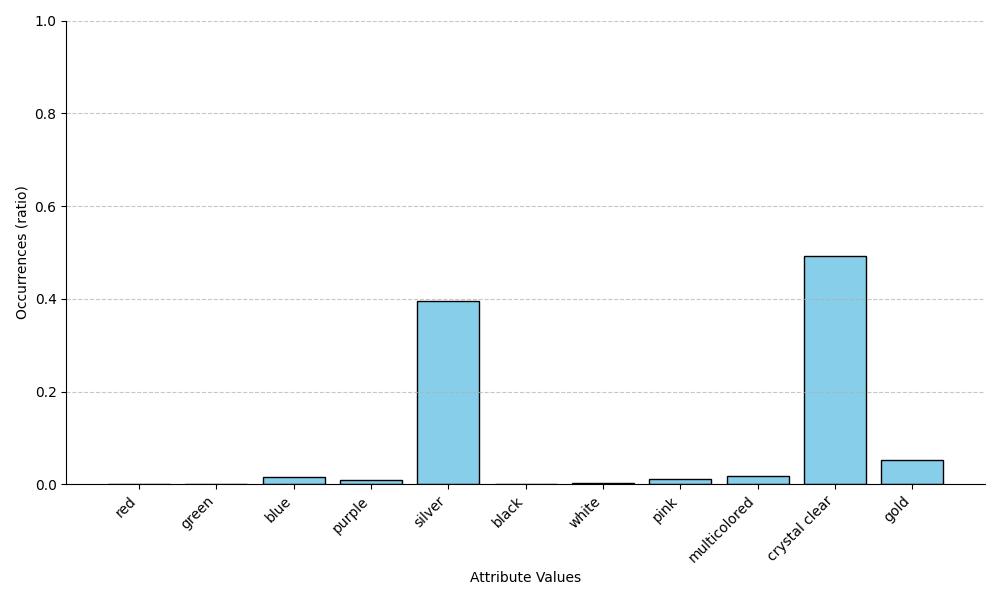 1.0
0.8
0.6
0.4
0.2
0.0
Occurrences (ratio)
red
green
blue
purple
silver
black
white
pink
multicolored
crystal clear
gold
Attribute Values